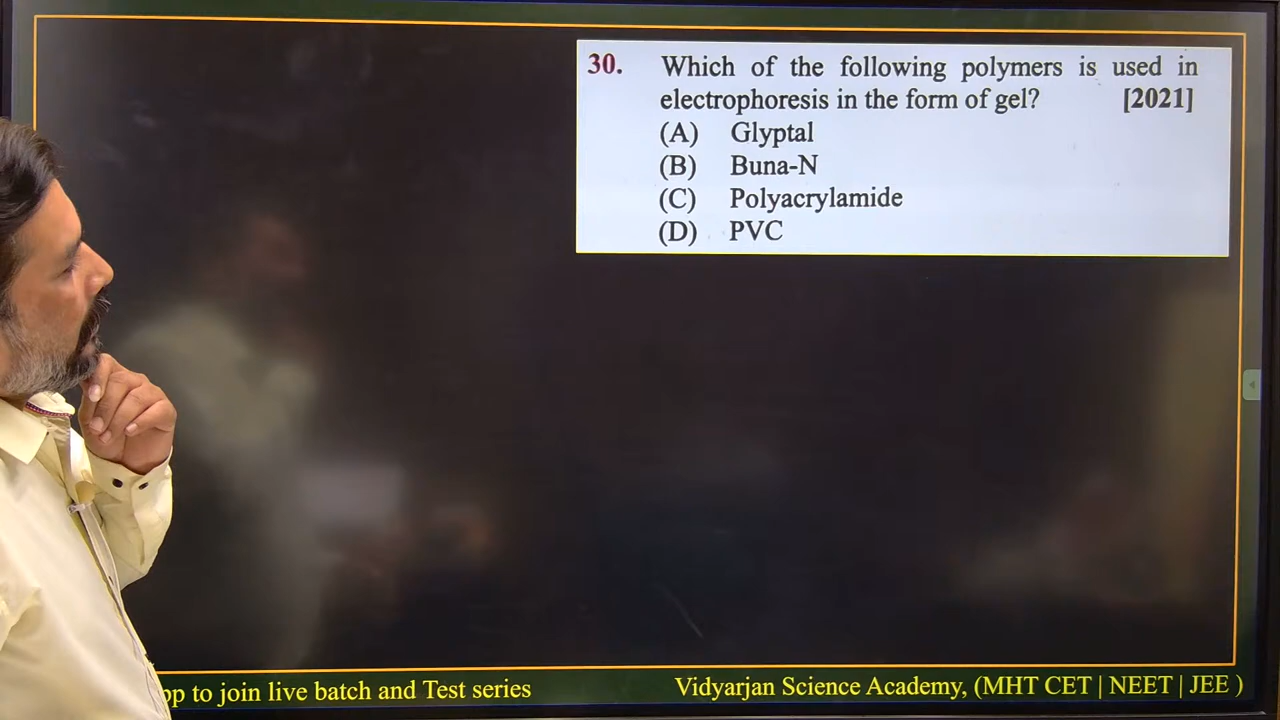 30. Which of the following polymers is used in
electrophoresis in the form of gel? [2021]
(A) Glyptal
(B) Buna-N
(C) Polyacrylamide
(D) PVC
to join live batch and Test series
Vidyarjan Science Academy, (MHT CET | NEET | JEE )